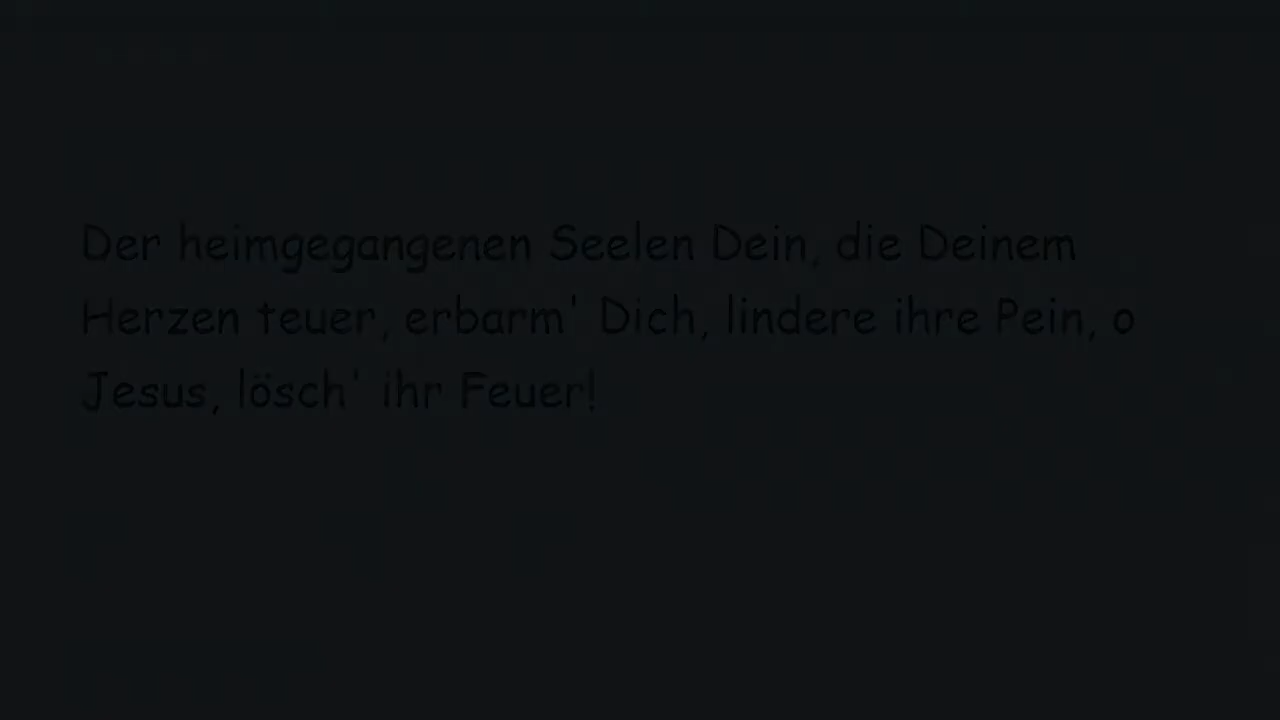 Der heimgegangenen Seelen Dein, die Deinem
Herzen teuer, erbarm' Dich, lindere ihre Pein, o
Jesus, lösch' ihr Feuer!